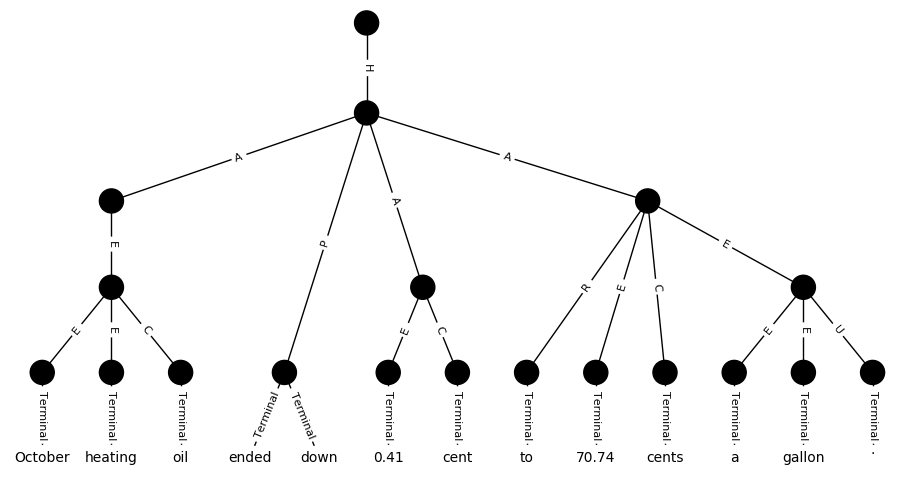 H
A
P
A
A
E
E
E
C
E
C
R
E
C
E
E
E
U
Terminal Terminal Terminal Terminal Terminal Terminal Terminal Terminal Terminal Terminal Terminal Terminal Terminal
October heating oil ended down 0.41 cent to 70.74 cents a gallon .